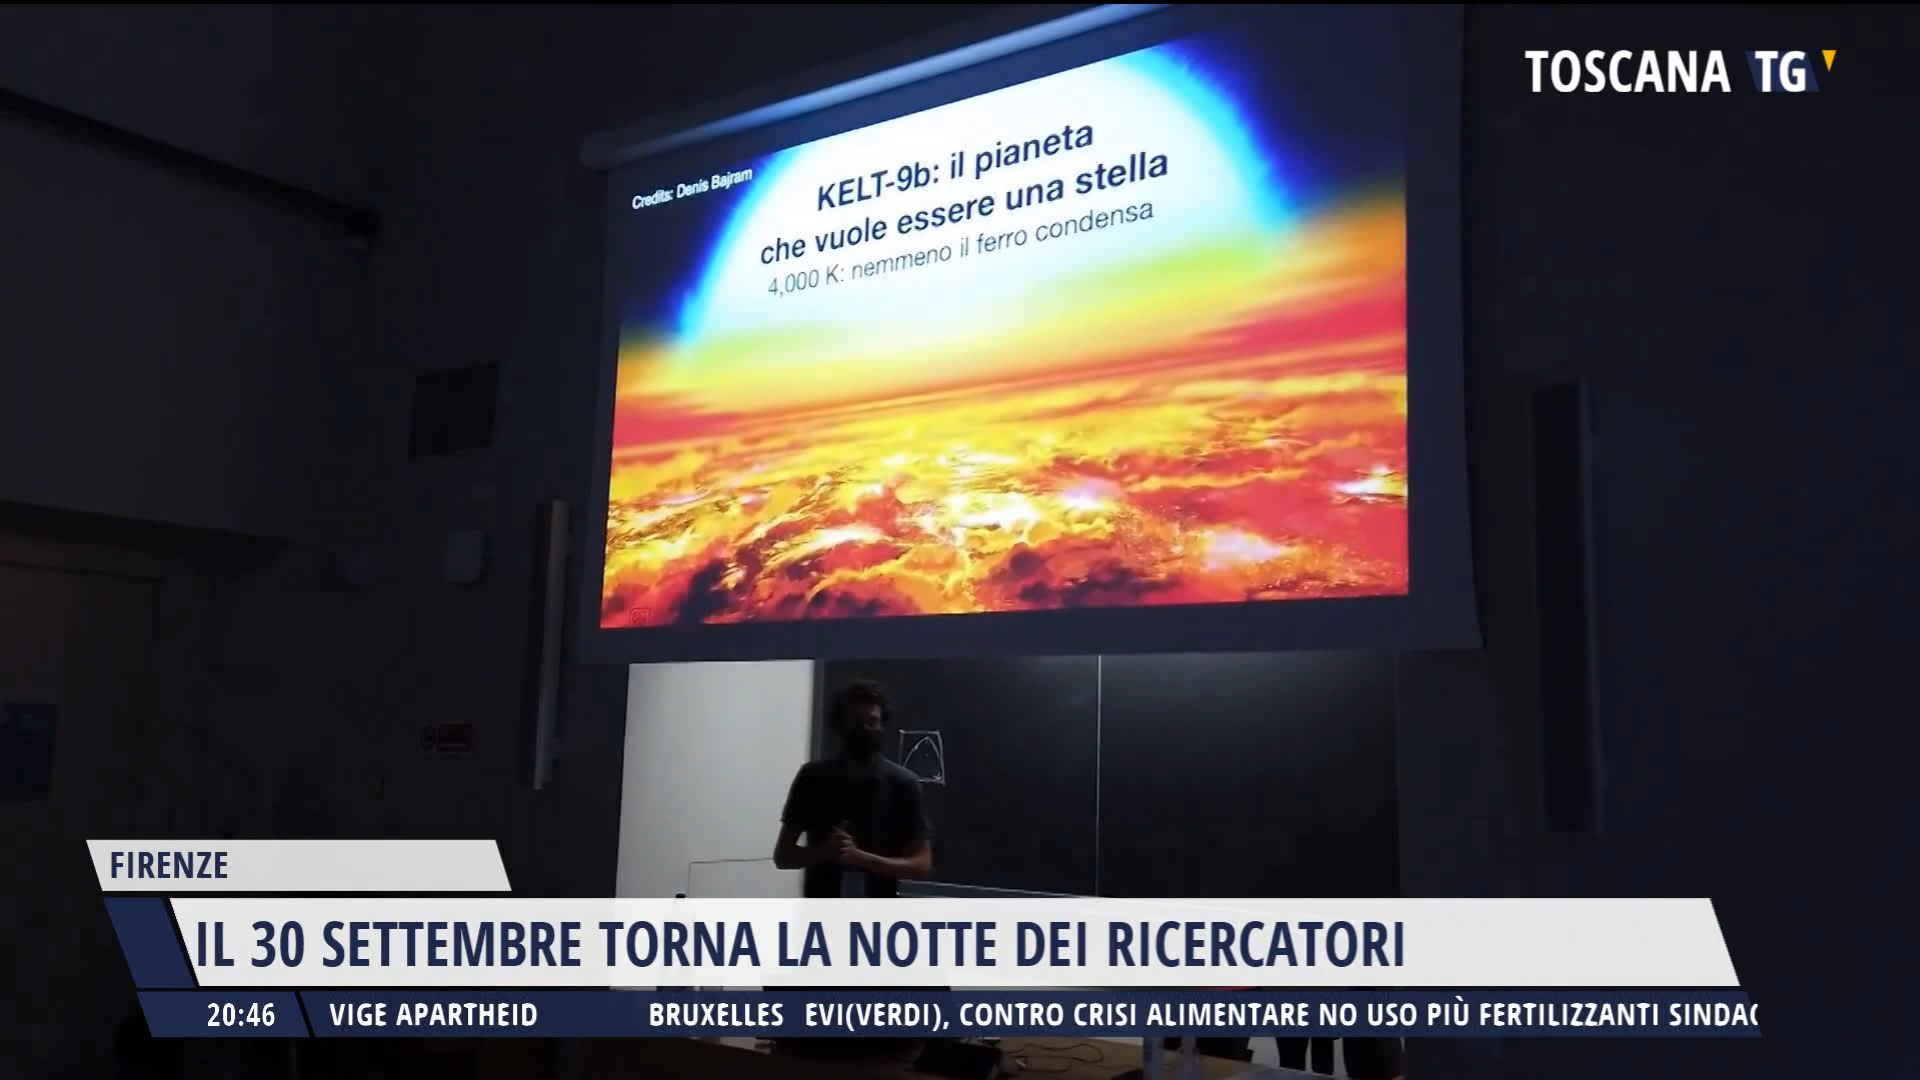 TOSCANA TG
Credits: Denis Bajram
KELT-9b: il pianeta
che vuole essere una stella
4,000 K: nemmeno il ferro condensa
FIRENZE
IL 30 SETTEMBRE TORNA LA NOTTE DEI RICERCATORI
20:46 VIGE APARTHEID BRUXELLES EVI(VERDI), CONTRO CRISI ALIMENTARE NO USO PIÙ FERTILIZZANTI SINDAC